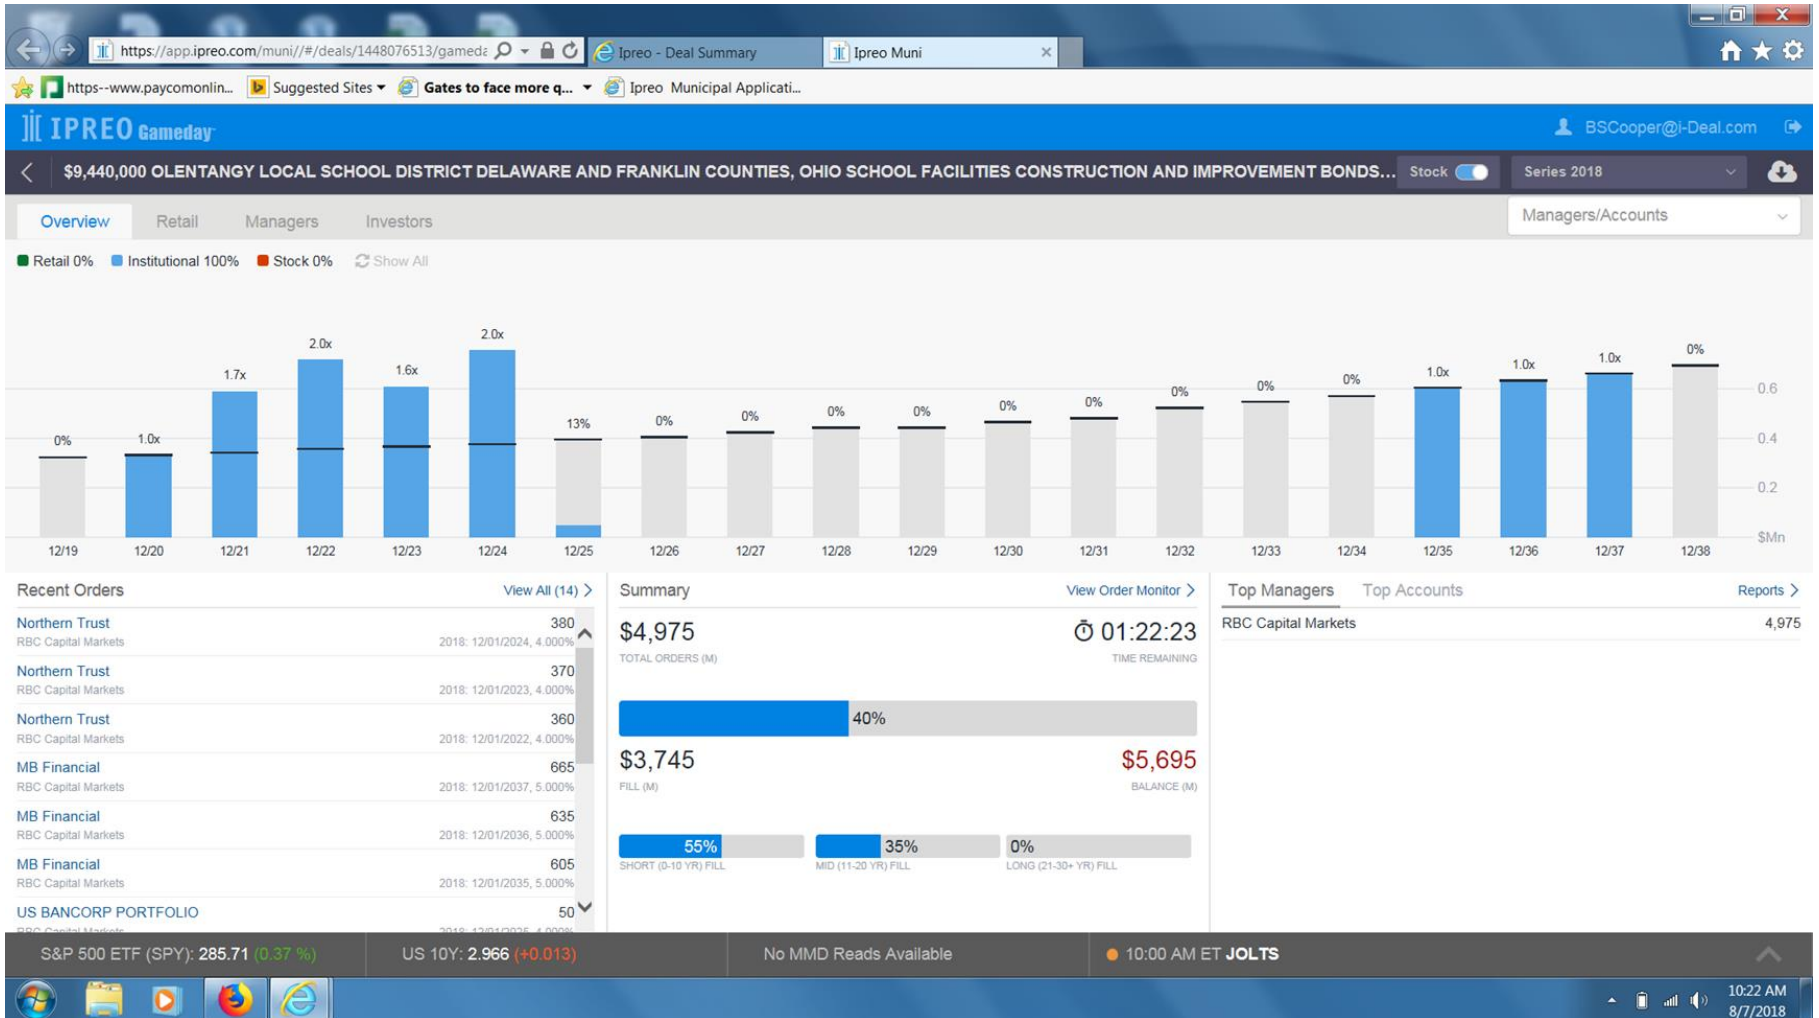 https://app.ipreo.com/muni//#/deals/1448076513/gameda
Ipreo - Deal Summary
Ipreo Muni
https--www.paycomonlin...
Suggested Sites
Gates to face more q...
Ipreo Municipal Applicati...
IPREO Gameday
BSCooper@i-Deal.com
$9,440,000 OLENTANGY LOCAL SCHOOL DISTRICT DELAWARE AND FRANKLIN COUNTIES, OHIO SCHOOL FACILITIES CONSTRUCTION AND IMPROVEMENT BONDS...
Stock
Series 2018
Overview Retail Managers Investors
Managers/Accounts
Retail 0% Institutional 100% Stock 0% Show All
0% 1.0x 1.7x 2.0x 1.6x 2.0x 13% 0% 0% 0% 0% 0% 0% 0% 0% 0% 1.0x 1.0x 1.0x 0%
0.6
0.4
0.2
$Mn
12/19 12/20 12/21 12/22 12/23 12/24 12/25 12/26 12/27 12/28 12/29 12/30 12/31 12/32 12/33 12/34 12/35 12/36 12/37 12/38
Recent Orders View All (14)
Northern Trust 380
RBC Capital Markets 2018: 12/01/2024, 4.000%
Northern Trust 370
RBC Capital Markets 2018: 12/01/2023, 4.000%
Northern Trust 360
RBC Capital Markets 2018: 12/01/2022, 4.000%
MB Financial 665
RBC Capital Markets 2018: 12/01/2037, 5.000%
MB Financial 635
RBC Capital Markets 2018: 12/01/2036, 5.000%
MB Financial 605
RBC Capital Markets 2018: 12/01/2035, 5.000%
US BANCORP PORTFOLIO 50
RBC Capital Markets 2018: 12/01/2025, 4.000%
Summary View Order Monitor
$4,975 01:22:23
TOTAL ORDERS (M) TIME REMAINING
40%
$3,745 $5,695
FILL (M) BALANCE (M)
55% 35% 0%
SHORT (0-10 YR) FILL MID (11-20 YR) FILL LONG (21-30+ YR) FILL
Top Managers Top Accounts Reports
RBC Capital Markets 4,975
S&P 500 ETF (SPY): 285.71 (0.37 %)
US 10Y: 2.966 (+0.013)
No MMD Reads Available
10:00 AM ET JOLTS
10:22 AM
8/7/2018